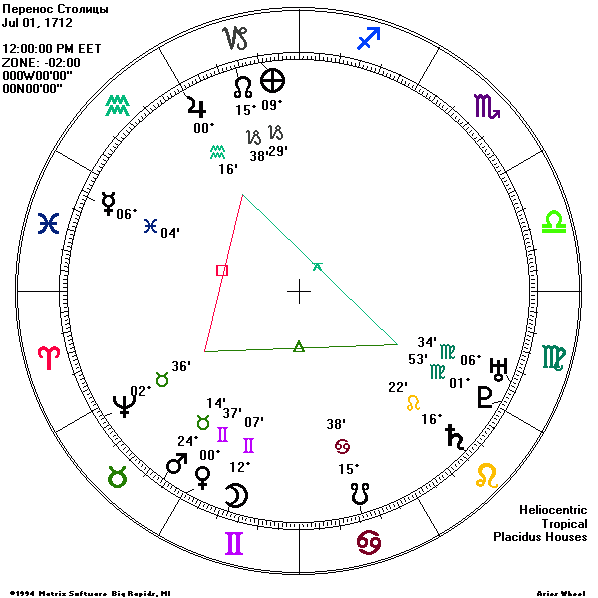 Перенос Столицы
Jul 01, 1712
12:00:00 PM EET
ZONE: -02:00
000W00'00"
00N00'00"
15° 09°
00°
38' 29'
16'
06° 04'
34' 06°
53' 01°
36'
02°
22'
16°
14' 37' 07'
38'
24° 00° 12°
15°
Heliocentric
Tropical
Placidus Houses
©1994 Matrix Software Big Rapids, MI
Aries Wheel